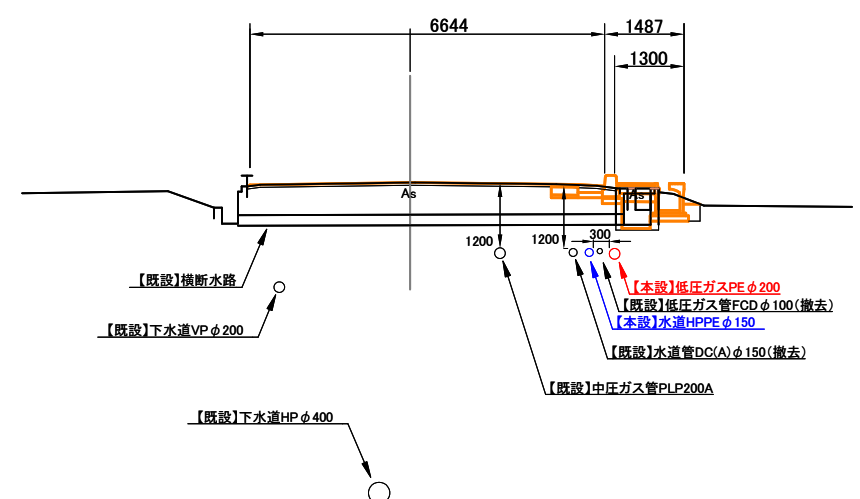 6644
1487
1300
As
As
1200
1200
300
【既設】横断水路
【本設】低圧ガスPEφ200
【既設】低圧ガス管FCDφ100(撤去)
【既設】下水道VPφ200
【本設】水道HPPEφ150
【既設】水道管DC(A)φ150(撤去)
【既設】中圧ガス管PLP200A
【既設】下水道HPφ400